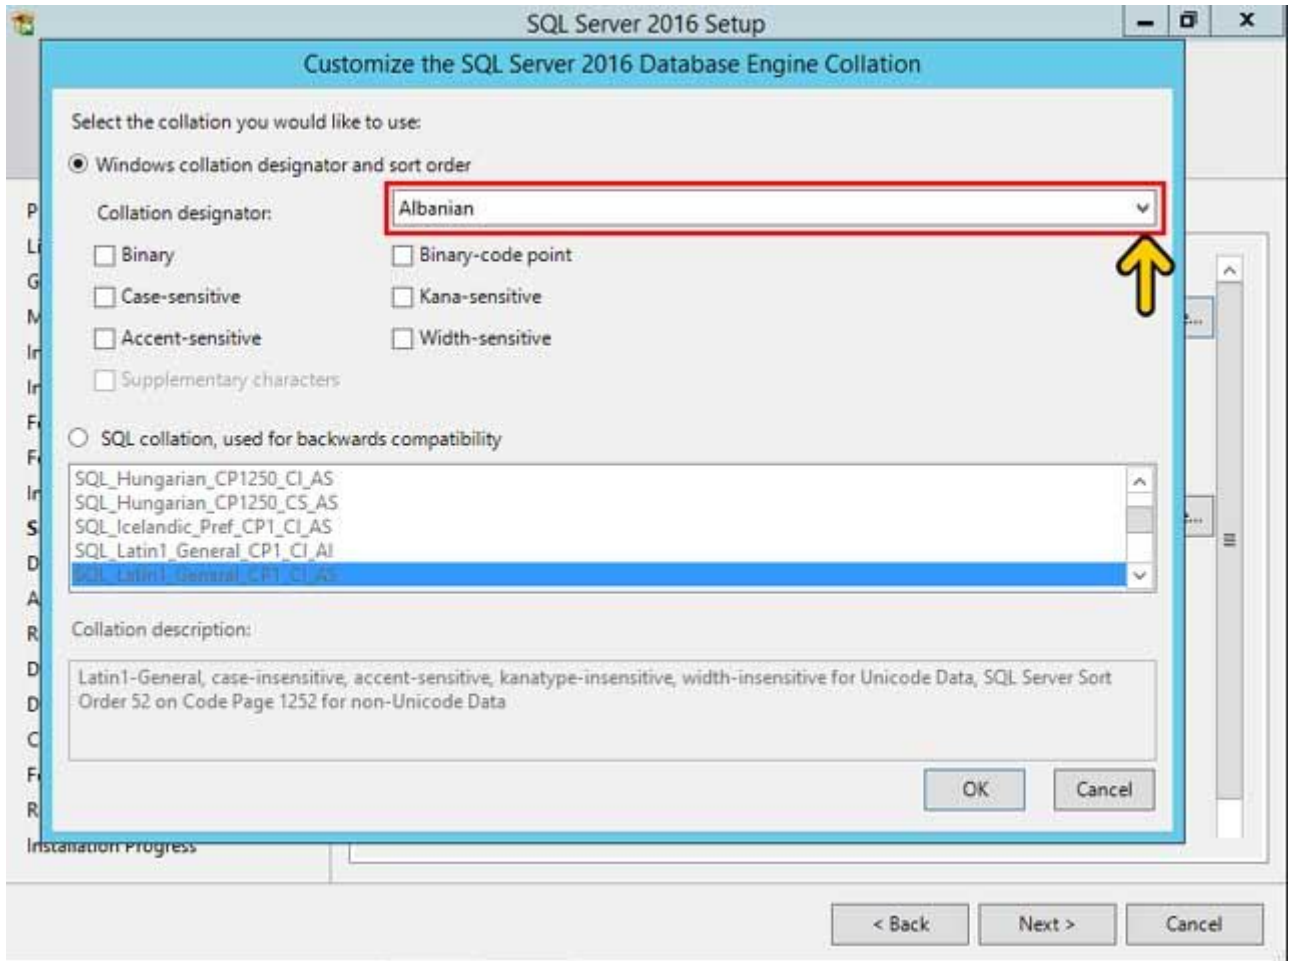 SQL Server 2016 Setup
Customize the SQL Server 2016 Database Engine Collation
Select the collation you would like to use:
Windows collation designator and sort order
Collation designator:
Albanian
Binary
Binary-code point
Case-sensitive
Kana-sensitive
Accent-sensitive
Width-sensitive
Supplementary characters
SQL collation, used for backwards compatibility
SQL_Hungarian_CP1250_CI_AS
SQL_Hungarian_CP1250_CS_AS
SQL_Icelandic_Pref_CP1_CI_AS
SQL_Latin1_General_CP1_CI_AI
SQL_Latin1_General_CP1_CI_AS
Collation description:
Latin1-General, case-insensitive, accent-sensitive, kanatype-insensitive, width-insensitive for Unicode Data, SQL Server Sort
Order 52 on Code Page 1252 for non-Unicode Data
OK
Cancel
Installation Progress
< Back
Next >
Cancel